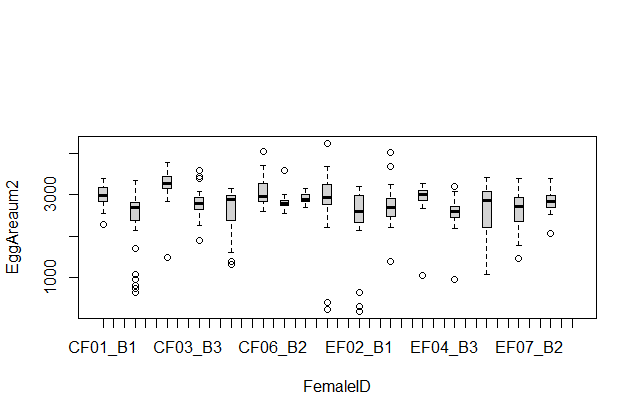 EggAreaum2
3000
1000
CF01_B1 CF03_B3 CF06_B2 EF02_B1 EF04_B3 EF07_B2
FemaleID